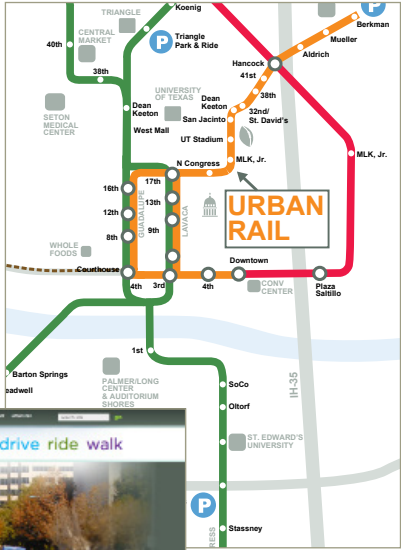 Koenig
TRIANGLE
P
Berkman
Mueller
CENTRAL
MARKET
40th
P
Triangle
Park & Ride
Aldrich
Hancock
41st
38th
38th
UNIVERSITY
OF TEXAS
SETON
MEDICAL
CENTER
Dean
Keeton
Dean
Keeton
32nd/
St. David's
San Jacinto
West Mall
UT Stadium
MLK, Jr.
MLK, Jr.
N Congress
17th
16th
13th
12th
GUADALUPE
LAVACA
URBAN
RAIL
9th
8th
WHOLE
FOODS
Courthouse
Downtown
4th
3rd
4th
CONV
CENTER
Plaza
Saltillo
1st
IH-35
Barton Springs
eadwell
PALMER/LONG
CENTER
& AUDITORIUM
SHORES
SoCo
Oltorf
drive ride walk
ST. EDWARD'S
UNIVERSITY
P
Stassney
RESS